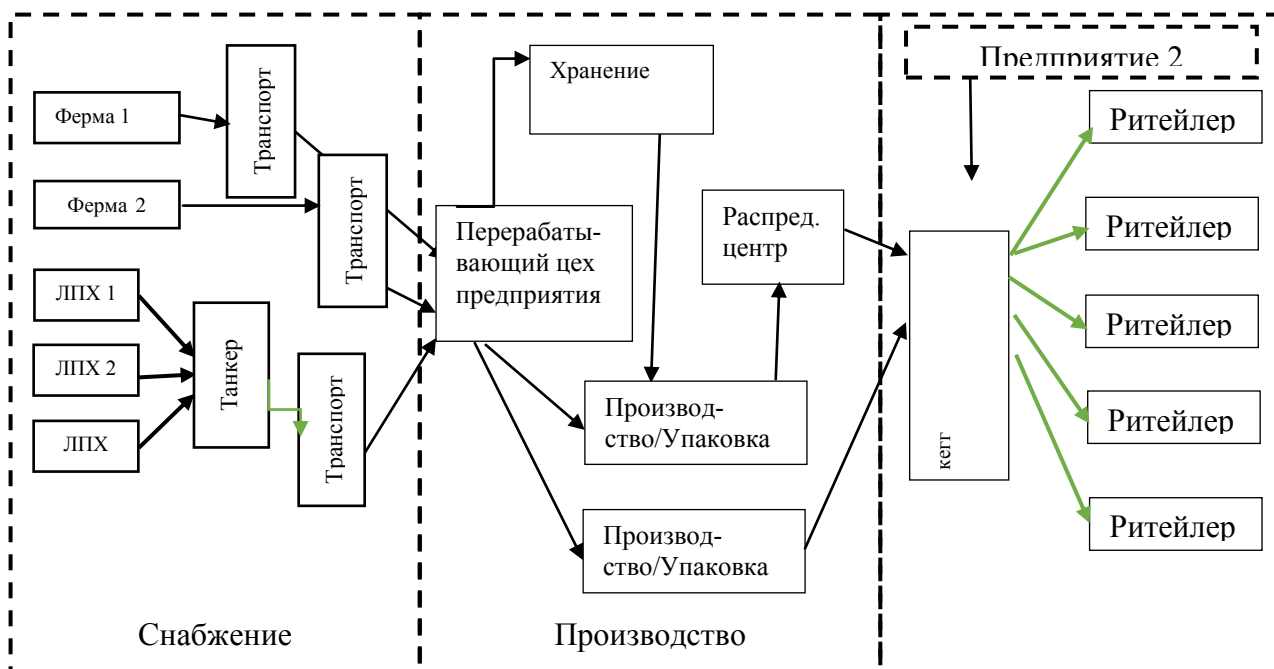 Предприятие 2
Хранение
Ферма 1
Транспорт
Ритейлер
Ферма 2
Транспорт
Ритейлер
Перерабаты-
вающий цех
предприятия
Распред.
центр
ЛПХ 1
ЛПХ 2
ЛПХ
Танкер
Транспорт
Ритейлер
Производ-
ство/Упаковка
Ритейлер
кегг
Производ-
ство/Упаковка
Ритейлер
Снабжение
Производство